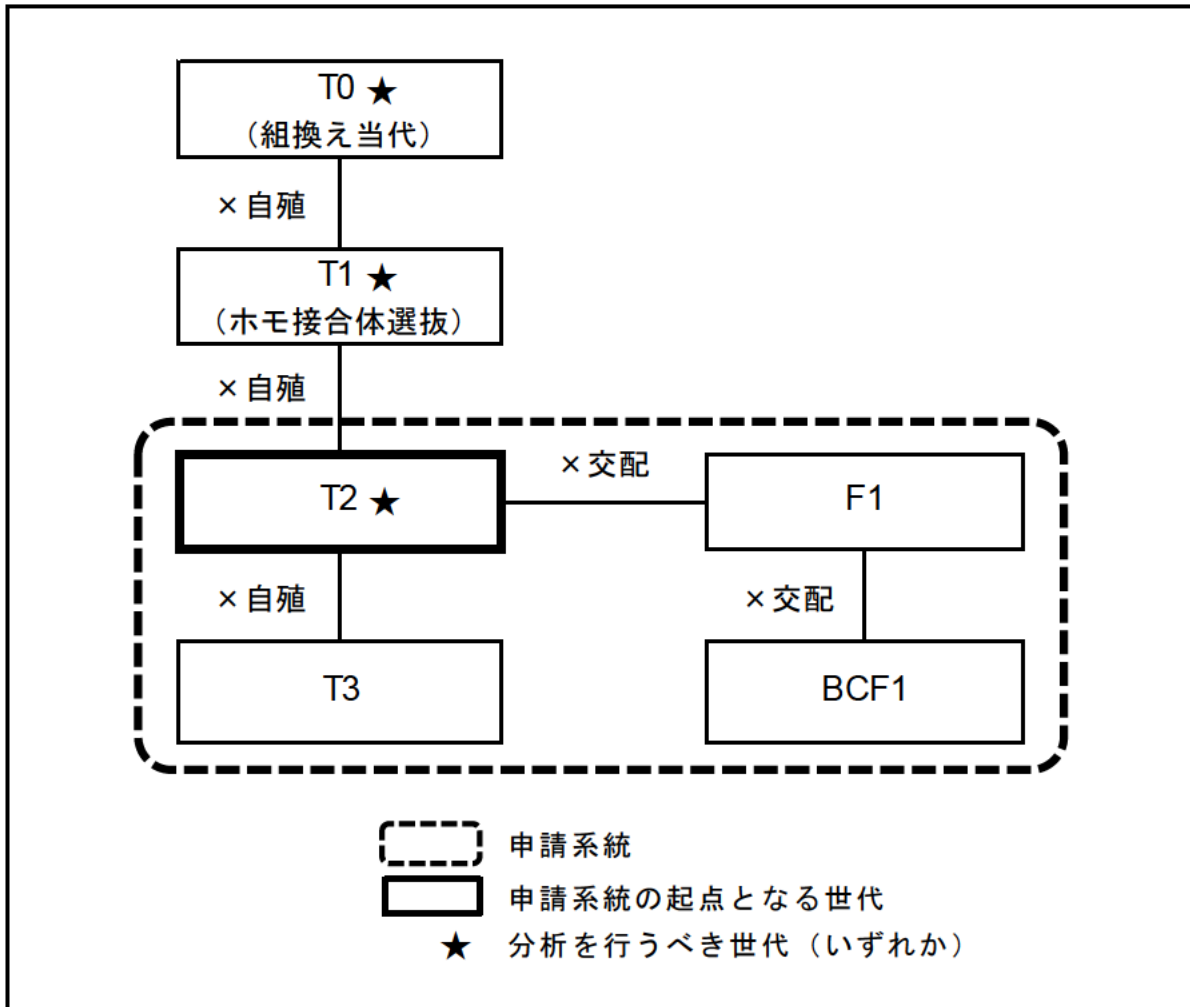 T0 ★
(組換え当代)
×自殖
T1 ★
(ホモ接合体選抜)
×自殖
T2 ★
×交配
F1
×自殖
×交配
T3
BCF1
申請系統
申請系統の起点となる世代
★ 分析を行うべき世代(いずれか)